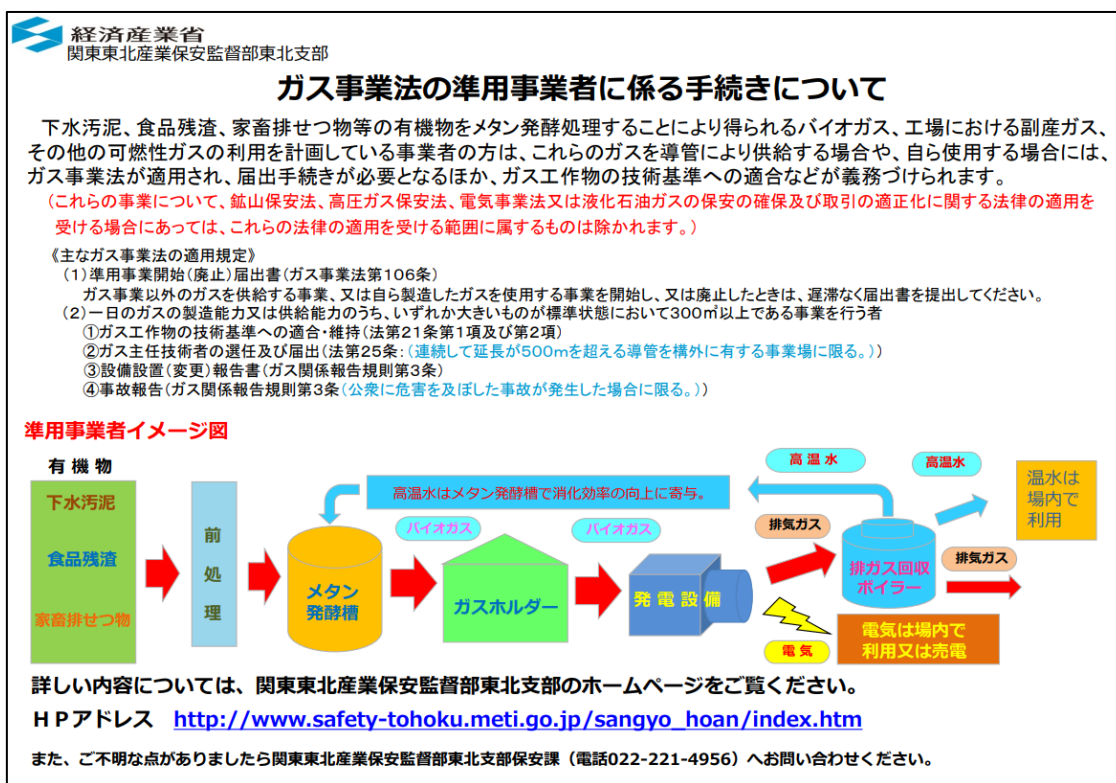 経済産業省
関東東北産業保安監督部東北支部
ガス事業法の準用事業者に係る手続きについて
下水汚泥、食品残渣、家畜排せつ物等の有機物をメタン発酵処理することにより得られるバイオガス、工場における副産ガス、
その他の可燃性ガスの利用を計画している事業者の方は、これらのガスを導管により供給する場合や、自ら使用する場合には、
ガス事業法が適用され、届出手続きが必要となるほか、ガス工作物の技術基準への適合などが義務づけられます。
(これらの事業について、鉱山保安法、高圧ガス保安法、電気事業法又は液化石油ガスの保安の確保及び取引の適正化に関する法律の適用を
受ける場合にあっては、これらの法律の適用を受ける範囲に属するものは除かれます。)
《主なガス事業法の適用規定》
(1)準用事業開始(廃止)届出書(ガス事業法第106条)
ガス事業以外のガスを供給する事業、又は自ら製造したガスを使用する事業を開始し、又は廃止したときは、遅滞なく届出書を提出してください。
(2)一日のガスの製造能力又は供給能力のうち、いずれか大きいものが標準状態において300㎥以上である事業を行う者
①ガス工作物の技術基準への適合・維持(法第21条第1項及び第2項)
②ガス主任技術者の選任及び届出(法第25条:(連続して延長が500mを超える導管を構外に有する事業場に限る。))
③設備設置(変更)報告書(ガス関係報告規則第3条)
④事故報告(ガス関係報告規則第3条(公衆に危害を及ぼした事故が発生した場合に限る。))
準用事業者イメージ図
有機物
下水汚泥
食品残渣
家畜排せつ物
前処理
メタン
発酵槽
高温水はメタン発酵槽で消化効率の向上に寄与。
バイオガス
ガスホルダー
バイオガス
発電設備
高温水
排気ガス
排ガス回収
ボイラー
高温水
温水は
場内で
利用
排気ガス
電気
電気は場内で
利用又は売電
詳しい内容については、関東東北産業保安監督部東北支部のホームページをご覧ください。
HPアドレス http://www.safety-tohoku.meti.go.jp/sangyo_hoan/index.htm
また、ご不明な点がありましたら関東東北産業保安監督部東北支部保安課(電話022-221-4956)へお問い合わせください。